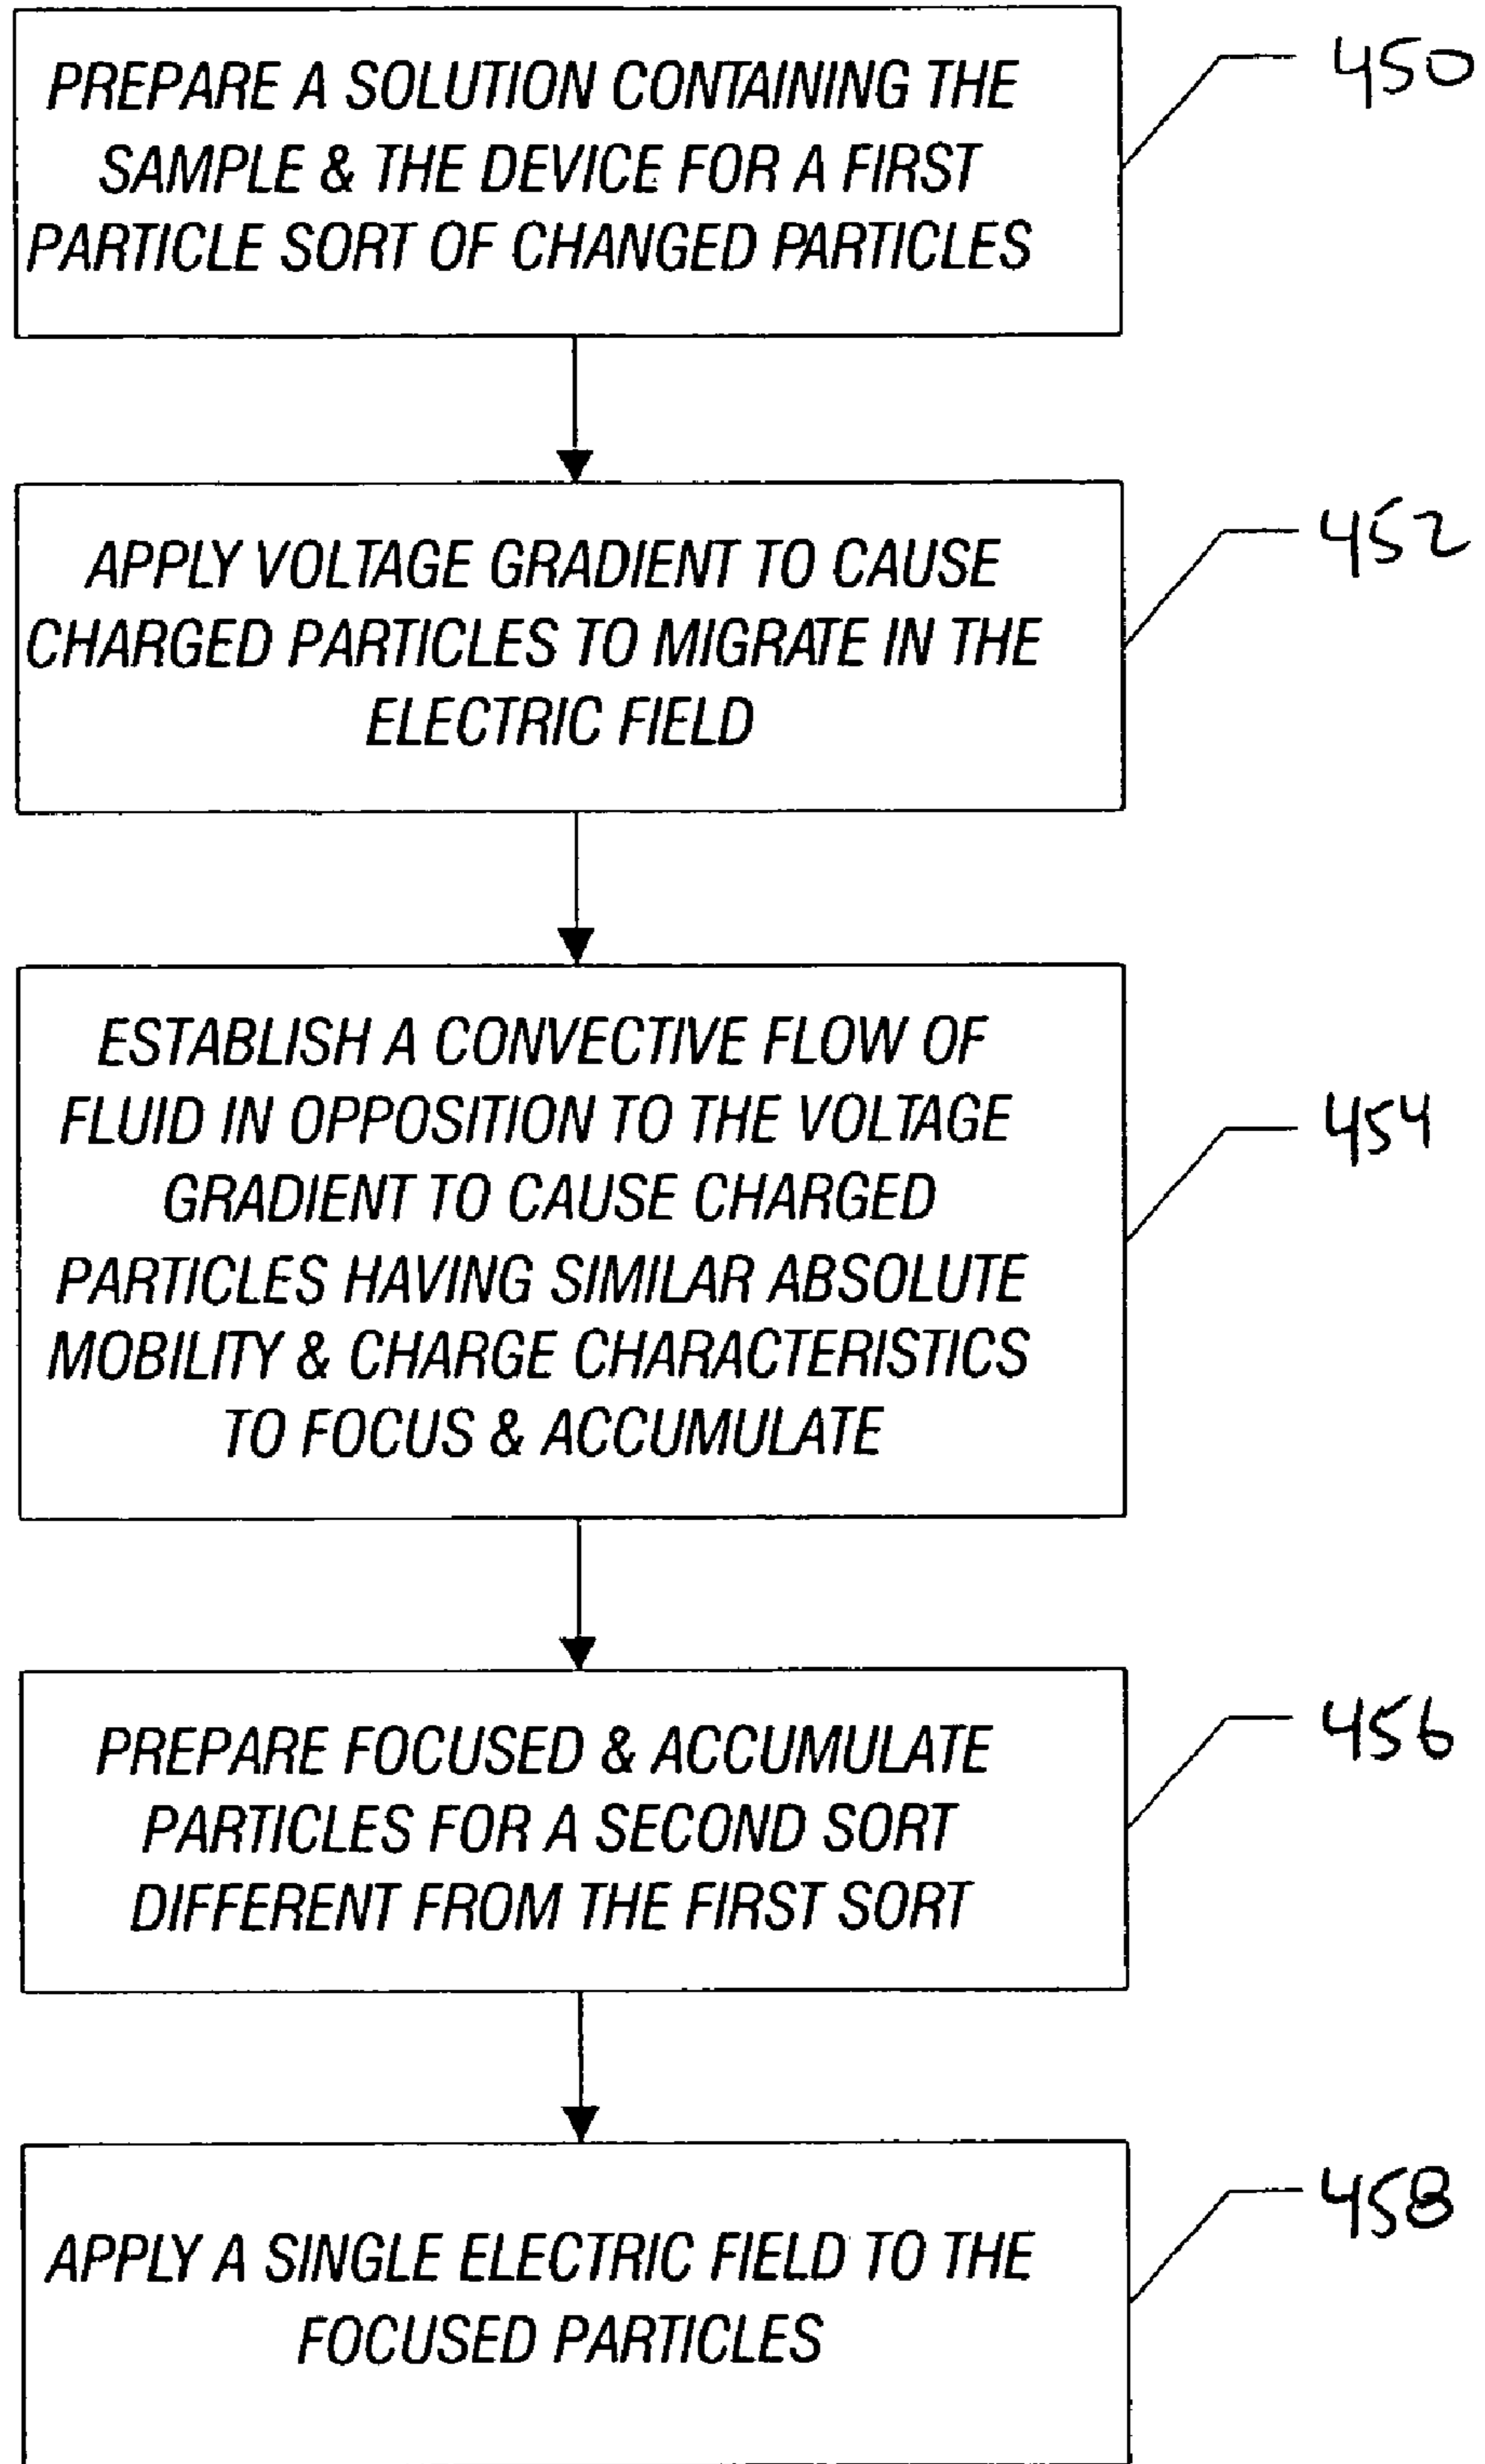 PREPARE A SOLUTION CONTAINING THE
SAMPLE & THE DEVICE FOR A FIRST
PARTICLE SORT OF CHANGED PARTICLES
450
APPLY VOLTAGE GRADIENT TO CAUSE
CHARGED PARTICLES TO MIGRATE IN THE
ELECTRIC FIELD
452
ESTABLISH A CONVECTIVE FLOW OF
FLUID IN OPPOSITION TO THE VOLTAGE
GRADIENT TO CAUSE CHARGED
PARTICLES HAVING SIMILAR ABSOLUTE
MOBILITY & CHARGE CHARACTERISTICS
TO FOCUS & ACCUMULATE
454
PREPARE FOCUSED & ACCUMULATE
PARTICLES FOR A SECOND SORT
DIFFERENT FROM THE FIRST SORT
456
APPLY A SINGLE ELECTRIC FIELD TO THE
FOCUSED PARTICLES
458